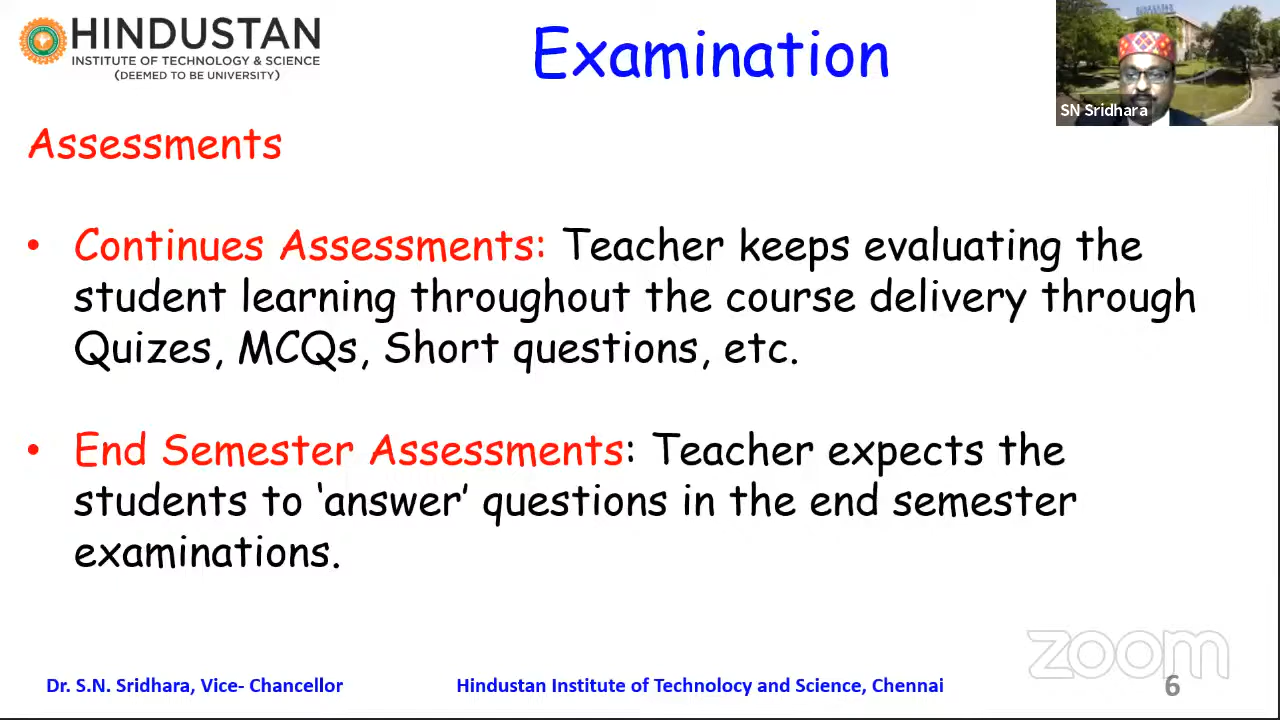 HINDUSTAN
INSTITUTE OF TECHNOLOGY & SCIENCE
(DEEMED TO BE UNIVERSITY)
Examination
SN Sridhara
Assessments
• Continues Assessments: Teacher keeps evaluating the
student learning throughout the course delivery through
Quizes, MCQs, Short questions, etc.
• End Semester Assessments: Teacher expects the
students to ‘answer’ questions in the end semester
examinations.
zoom
Dr. S.N. Sridhara, Vice- Chancellor
Hindustan Institute of Technology and Science, Chennai
6